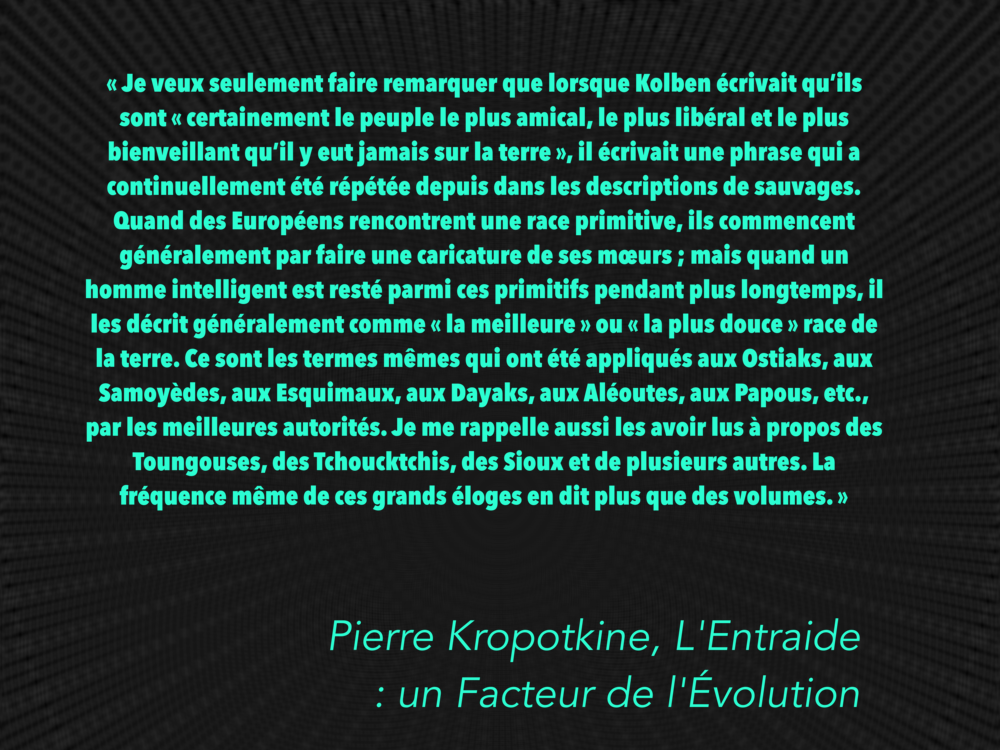 « Je veux seulement faire remarquer que lorsque Kolben écrivait qu’ils
sont « certainement le peuple le plus amical, le plus libéral et le plus
bienveillant qu’il y eut jamais sur la terre », il écrivait une phrase qui a
continuellement été répétée depuis dans les descriptions de sauvages.
Quand des Européens rencontrent une race primitive, ils commencent
généralement par faire une caricature de ses mœurs ; mais quand un
homme intelligent est resté parmi ces primitifs pendant plus longtemps, il
les décrit généralement comme « la meilleure » ou « la plus douce » race de
la terre. Ce sont les termes mêmes qui ont été appliqués aux Ostiaks, aux
Samoyèdes, aux Esquimaux, aux Dayaks, aux Aléoutes, aux Papous, etc.,
par les meilleures autorités. Je me rappelle aussi les avoir lus à propos des
Toungouses, des Tchoucktchis, des Sioux et de plusieurs autres. La
fréquence même de ces grands éloges en dit plus que des volumes. »
Pierre Kropotkine, L'Entraide
: un Facteur de l'Évolution